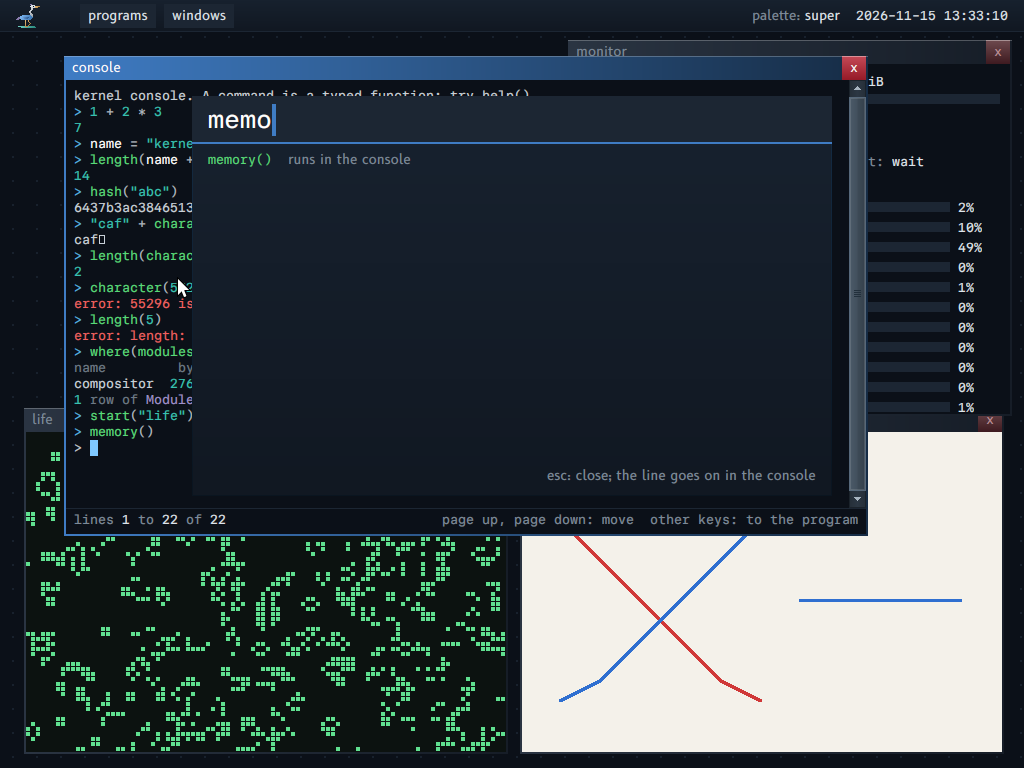 programs windows palette: super 2026-11-15 13:33:10
monitor x
console x
iB
kernel console. A command is a typed function: try help()
> 1 + 2 * 3
7
> name = "kerne
> length(name +
14
> hash("abc")
6437b3ac3846513
> "caf" + chara
caf
> length(charac
2
> character(5
error: 55296 is
> length(5)
error: length:
> where(modules
name by
compositor 276
1 row of Module
> start("life")
> memory()
>
memo
memory() runs in the console
esc: close; the line goes on in the console
t: wait
2%
10%
49%
0%
1%
0%
0%
0%
0%
0%
1%
lines 1 to 22 of 22 page up, page down: move other keys: to the program
life
x